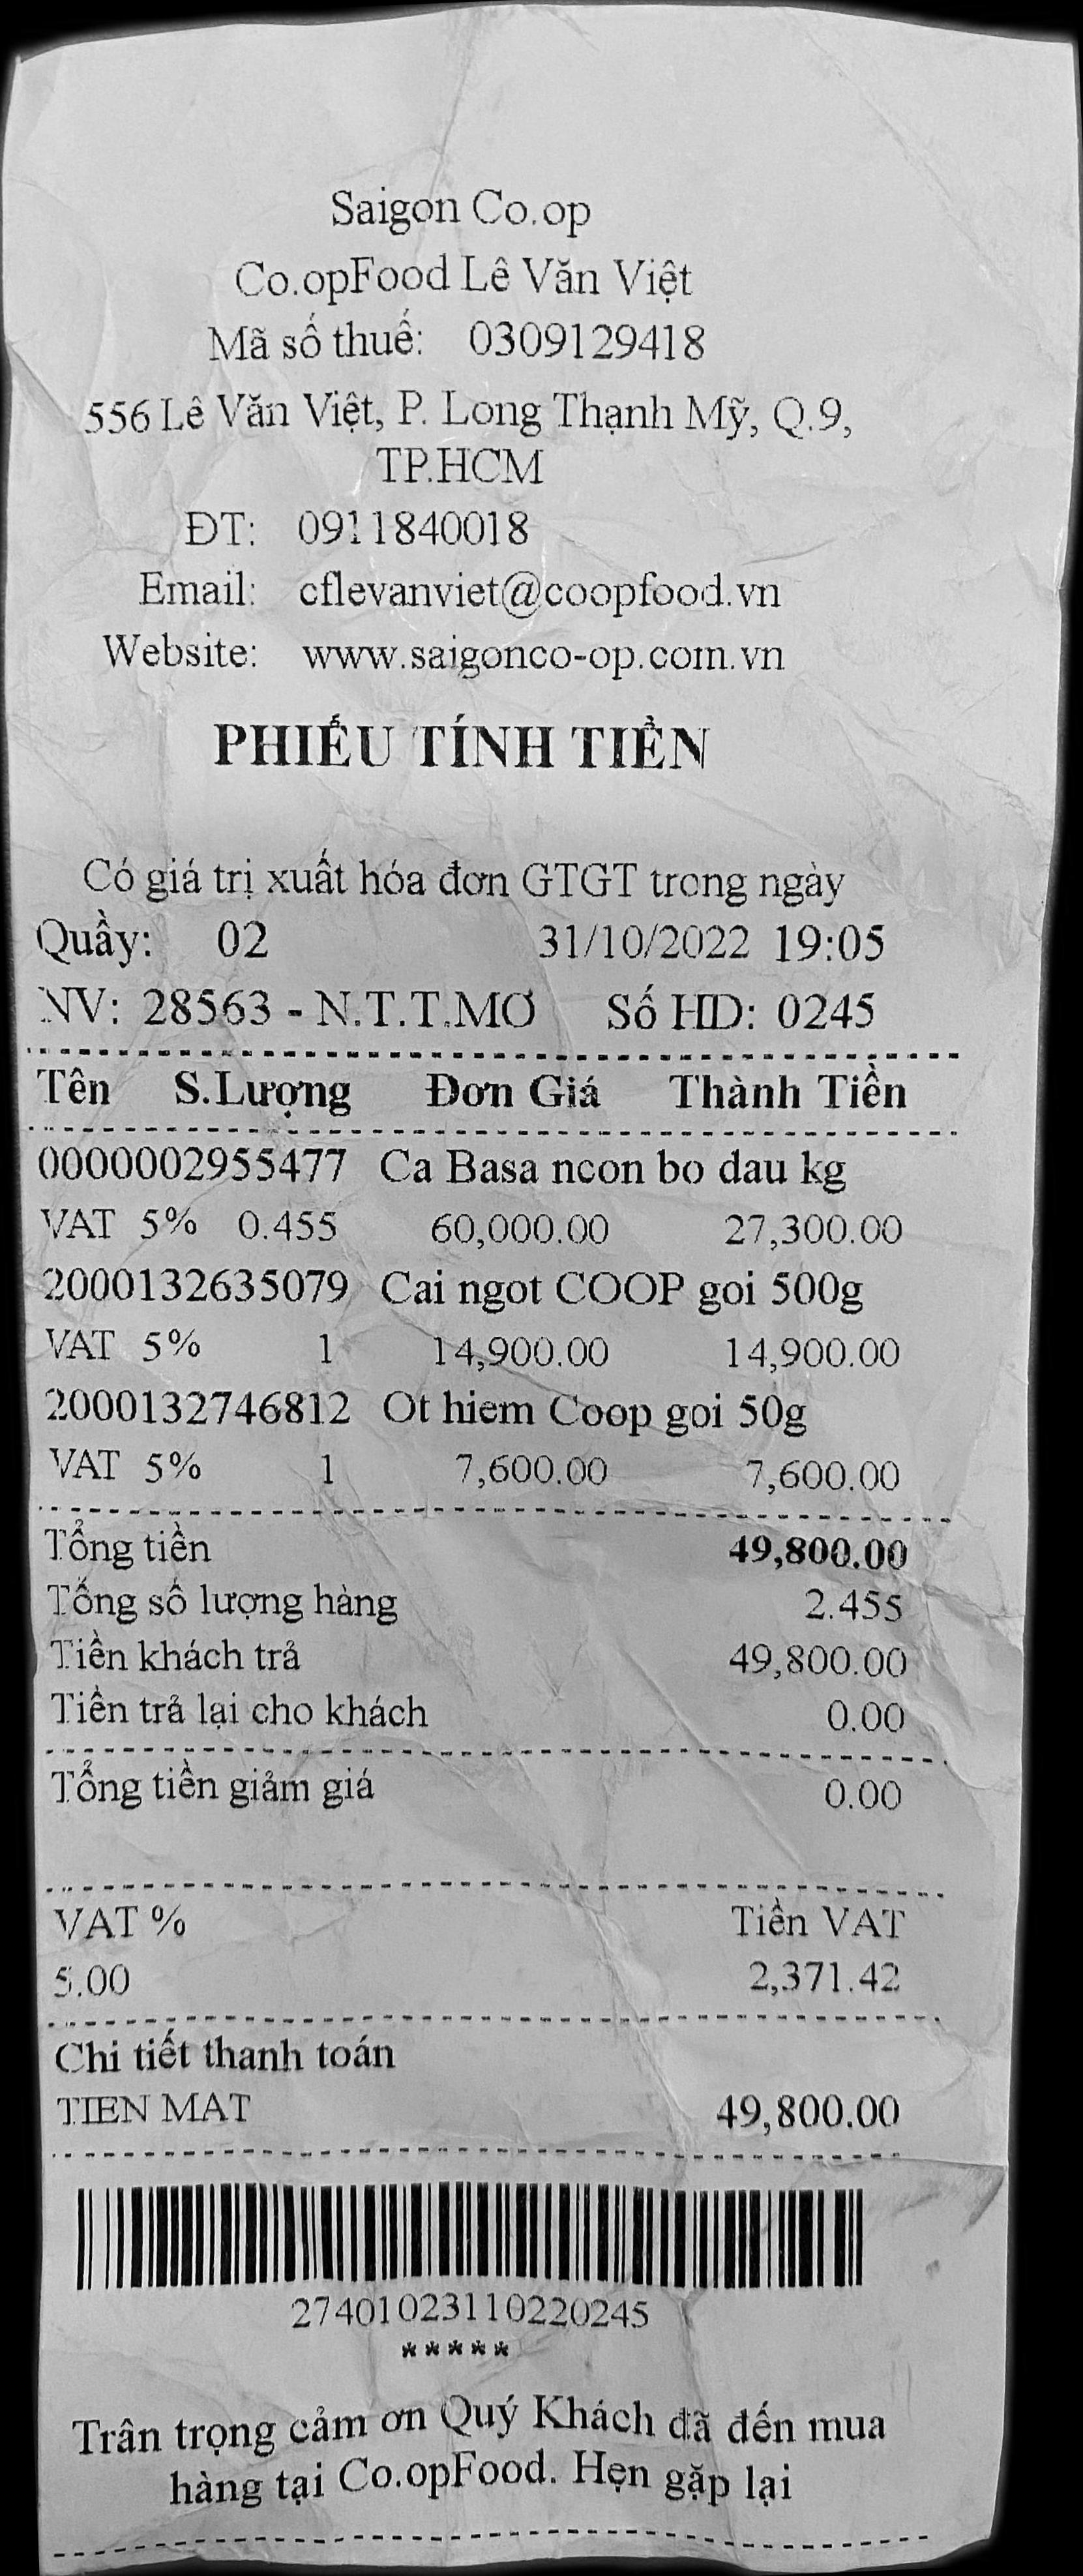 Saigon Co.op
Co.opFood Lê Văn Việt
Mã số thuế: 0309129418
556 Lê Văn Việt, P. Long Thạnh Mỹ, Q.9,
TP.HCM
ĐT: 0911840018
Email: cflevanviet@coopfood.vn
Website: www.saigonco-op.com.vn
PHIẾU TÍNH TIỀN
Có giá trị xuất hóa đơn GTGT trong ngày
Quầy: 02 31/10/2022 19:05
NV: 28563 - N.T.T.MƠ Số HD: 0245
Tên S.Lượng Đơn Giá Thành Tiền
0000002955477 Ca Basa ncon bo dau kg
VAT 5% 0.455 60,000.00 27,300.00
2000132635079 Cai ngot COOP goi 500g
VAT 5% 1 14,900.00 14,900.00
2000132746812 Ot hiem Coop goi 50g
VAT 5% 1 7,600.00 7,600.00
Tổng tiền 49,800.00
Tổng số lượng hàng 2.455
Tiền khách trả 49,800.00
Tiền trả lại cho khách 0.00
Tổng tiền giảm giá 0.00
VAT % Tiền VAT
5.00 2,371.42
Chi tiết thanh toán
TIEN MAT 49,800.00
27401023110220245
*****
Trân trọng cảm ơn Quý Khách đã đến mua
hàng tại Co.opFood. Hẹn gặp lại